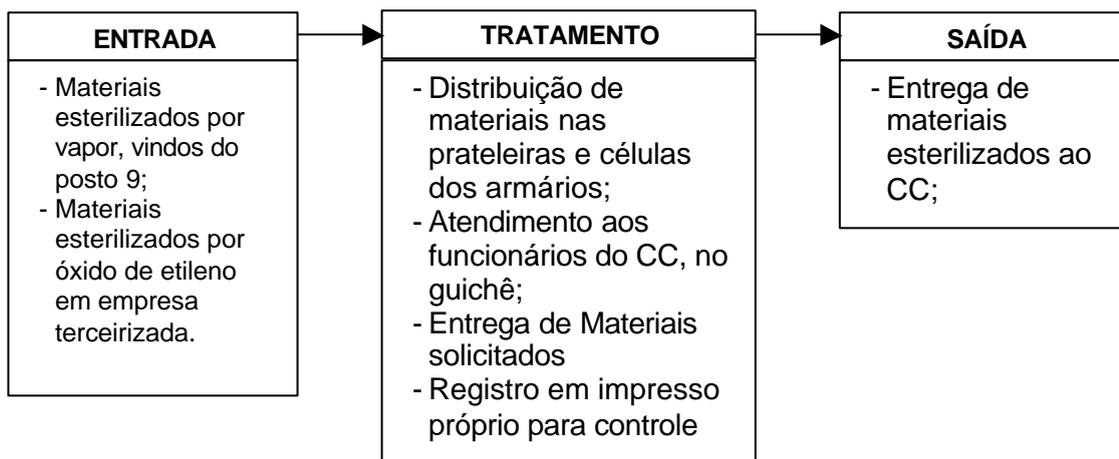 ENTRADA
- Materiais
esterilizados por
vapor, vindos do
posto 9;
- Materiais
esterilizados por
óxido de etileno
em empresa
terceirizada.
TRATAMENTO
- Distribuição de
materiais nas
prateleiras e células
dos armários;
- Atendimento aos
funcionários do CC, no
guichê;
- Entrega de Materiais
solicitados
- Registro em impresso
próprio para controle
SAÍDA
- Entrega de
materiais
esterilizados ao
CC;